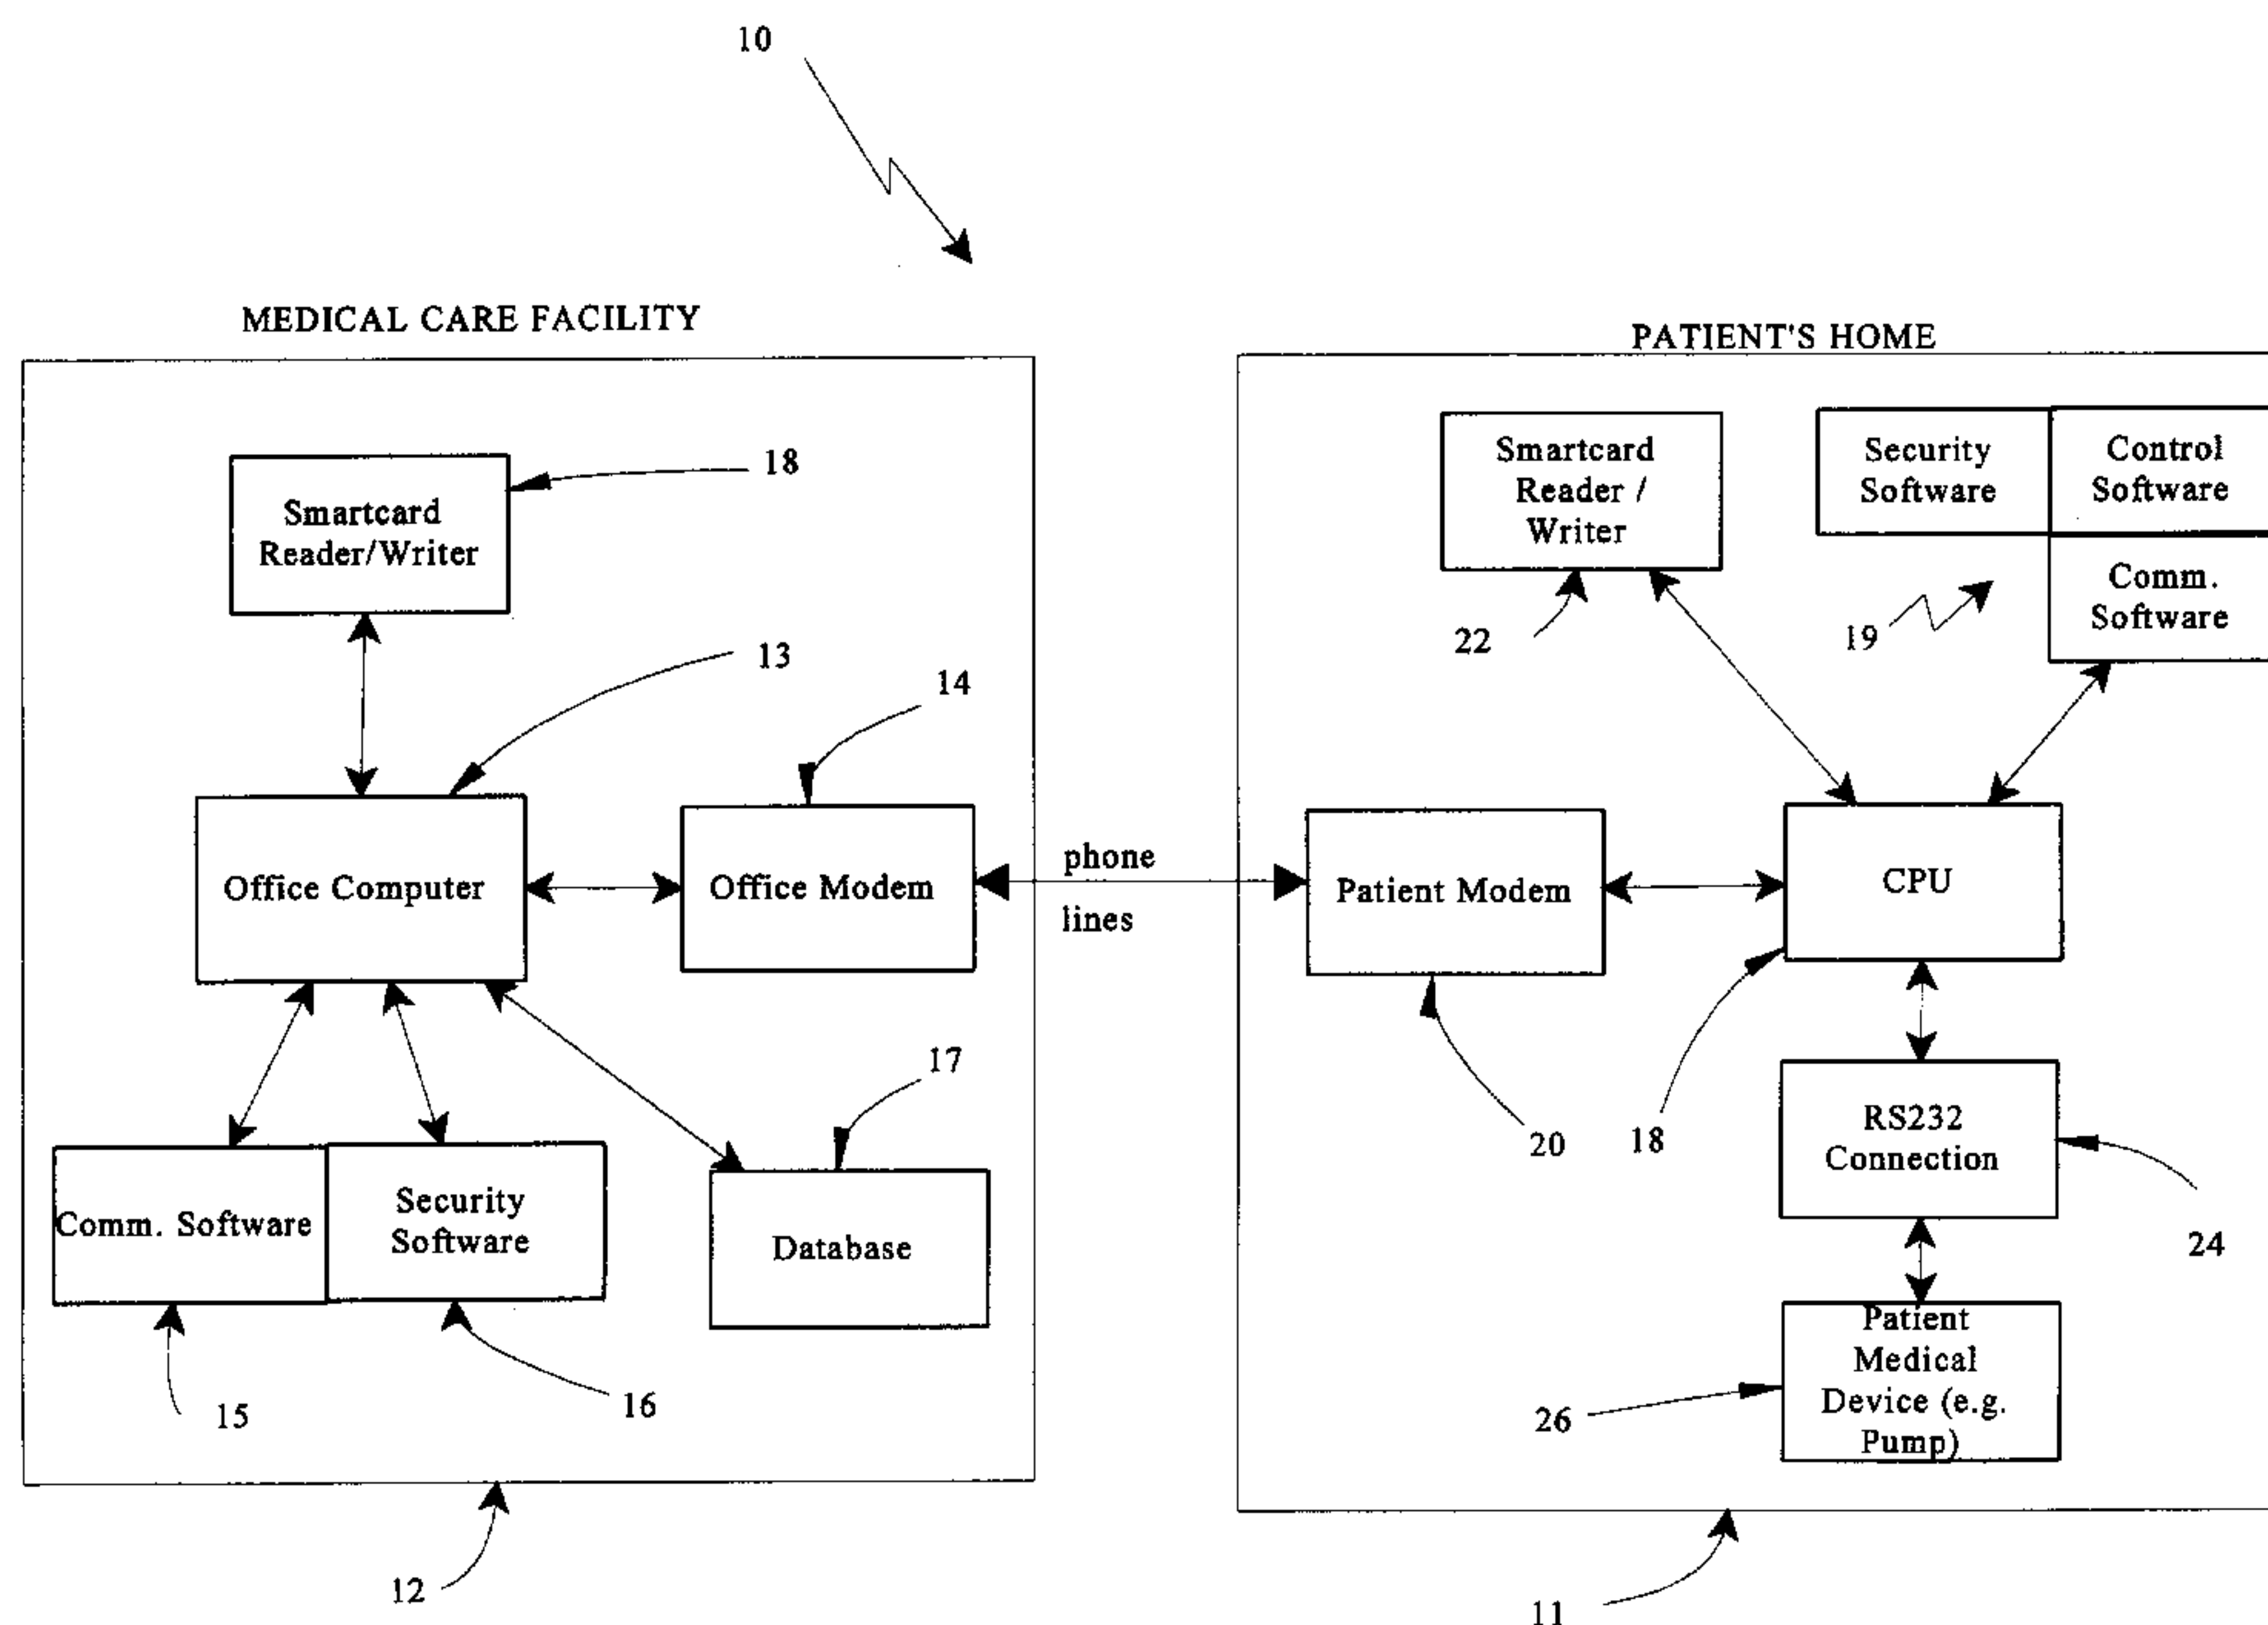 10
MEDICAL CARE FACILITY
Smartcard
Reader/Writer
18
13
14
Office Computer
Office Modem
17
Comm. Software
Security
Software
Database
15
16
12
phone
lines
PATIENT'S HOME
Smartcard
Reader /
Writer
Security
Software
Control
Software
Comm.
Software
22
19
Patient Modem
CPU
20
18
RS232
Connection
24
Patient
Medical
Device (e.g.
Pump)
26
11